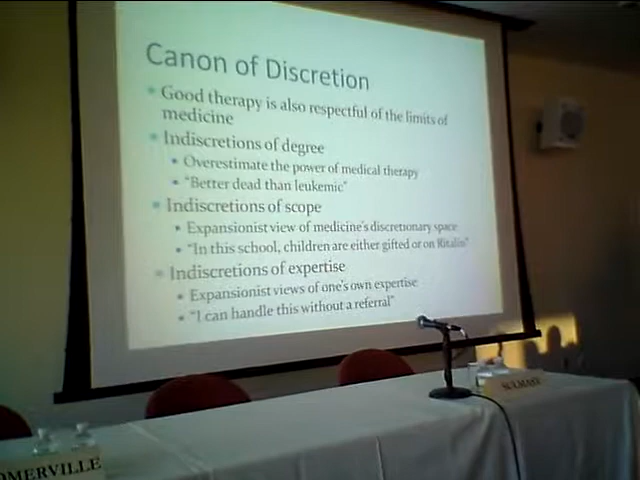 Canon of Discretion
Good therapy is also respectful of the limits of
medicine
Indiscretions of degree
Overestimate the power of medical therapy
"Better dead than leukemic"
Indiscretions of scope
Expansionist view of medicine's discretionary space
"In this school, children are either gifted or on Ritalin"
Indiscretions of expertise
Expansionist views of one's own expertise
"I can handle this without a referral"
SULMASY
OMERVILLE